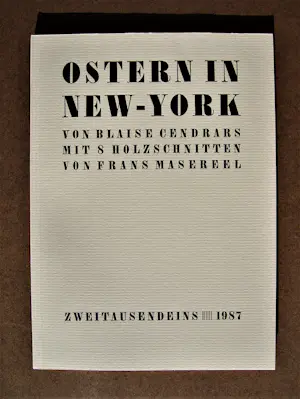 OSTERN IN
NEW-YORK
VON BLAISE CENDRARS
MIT 8 HOLZSCHNITTEN
VON FRANS MASEREEL
ZWEITAUSENDEINS 1987